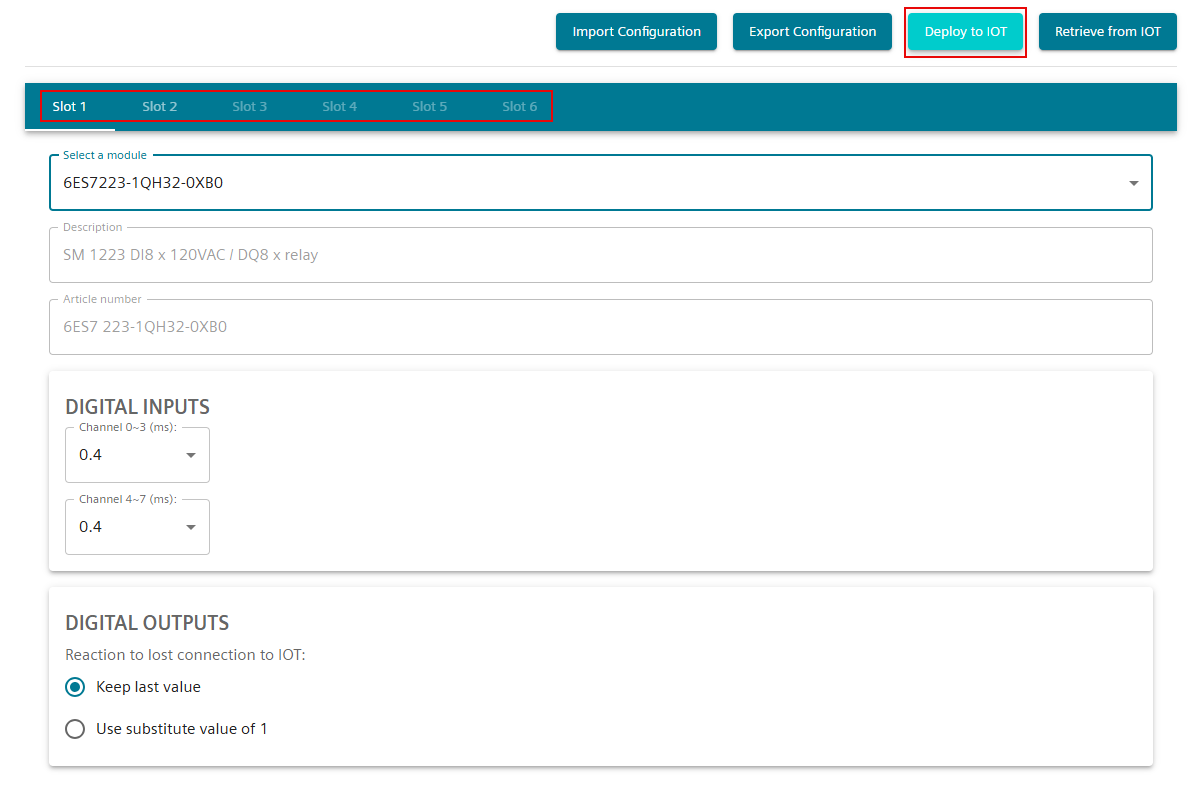 Import Configuration Export Configuration Deploy to IOT Retrieve from IOT
Slot 1 Slot 2 Slot 3 Slot 4 Slot 5 Slot 6
Select a module
6ES7223-1QH32-0XB0
Description
SM 1223 DI8 x 120VAC / DQ8 x relay
Article number
6ES7 223-1QH32-0XB0
DIGITAL INPUTS
Channel 0~3 (ms):
0.4
Channel 4~7 (ms):
0.4
DIGITAL OUTPUTS
Reaction to lost connection to IOT:
Keep last value
Use substitute value of 1